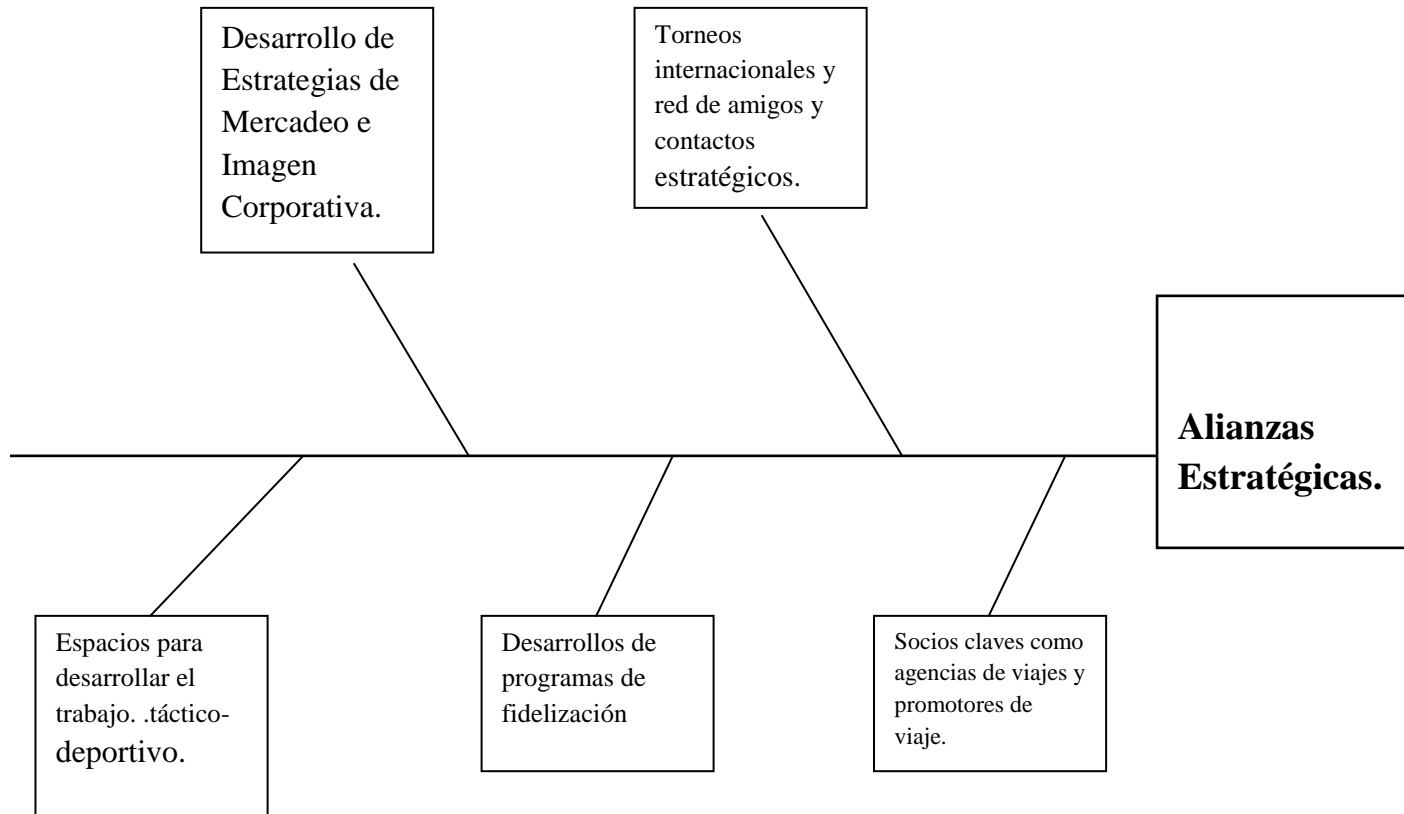 Desarrollo de
Estrategias de
Mercadeo e
Imagen
Corporativa.
Torneos
internacionales y
red de amigos y
contactos
estratégicos.
Alianzas
Estratégicas.
Espacios para
desarrollar el
trabajo. .táctico-
deportivo.
Desarrollos de
programas de
fidelización
Socios claves como
agencias de viajes y
promotores de
viaje.